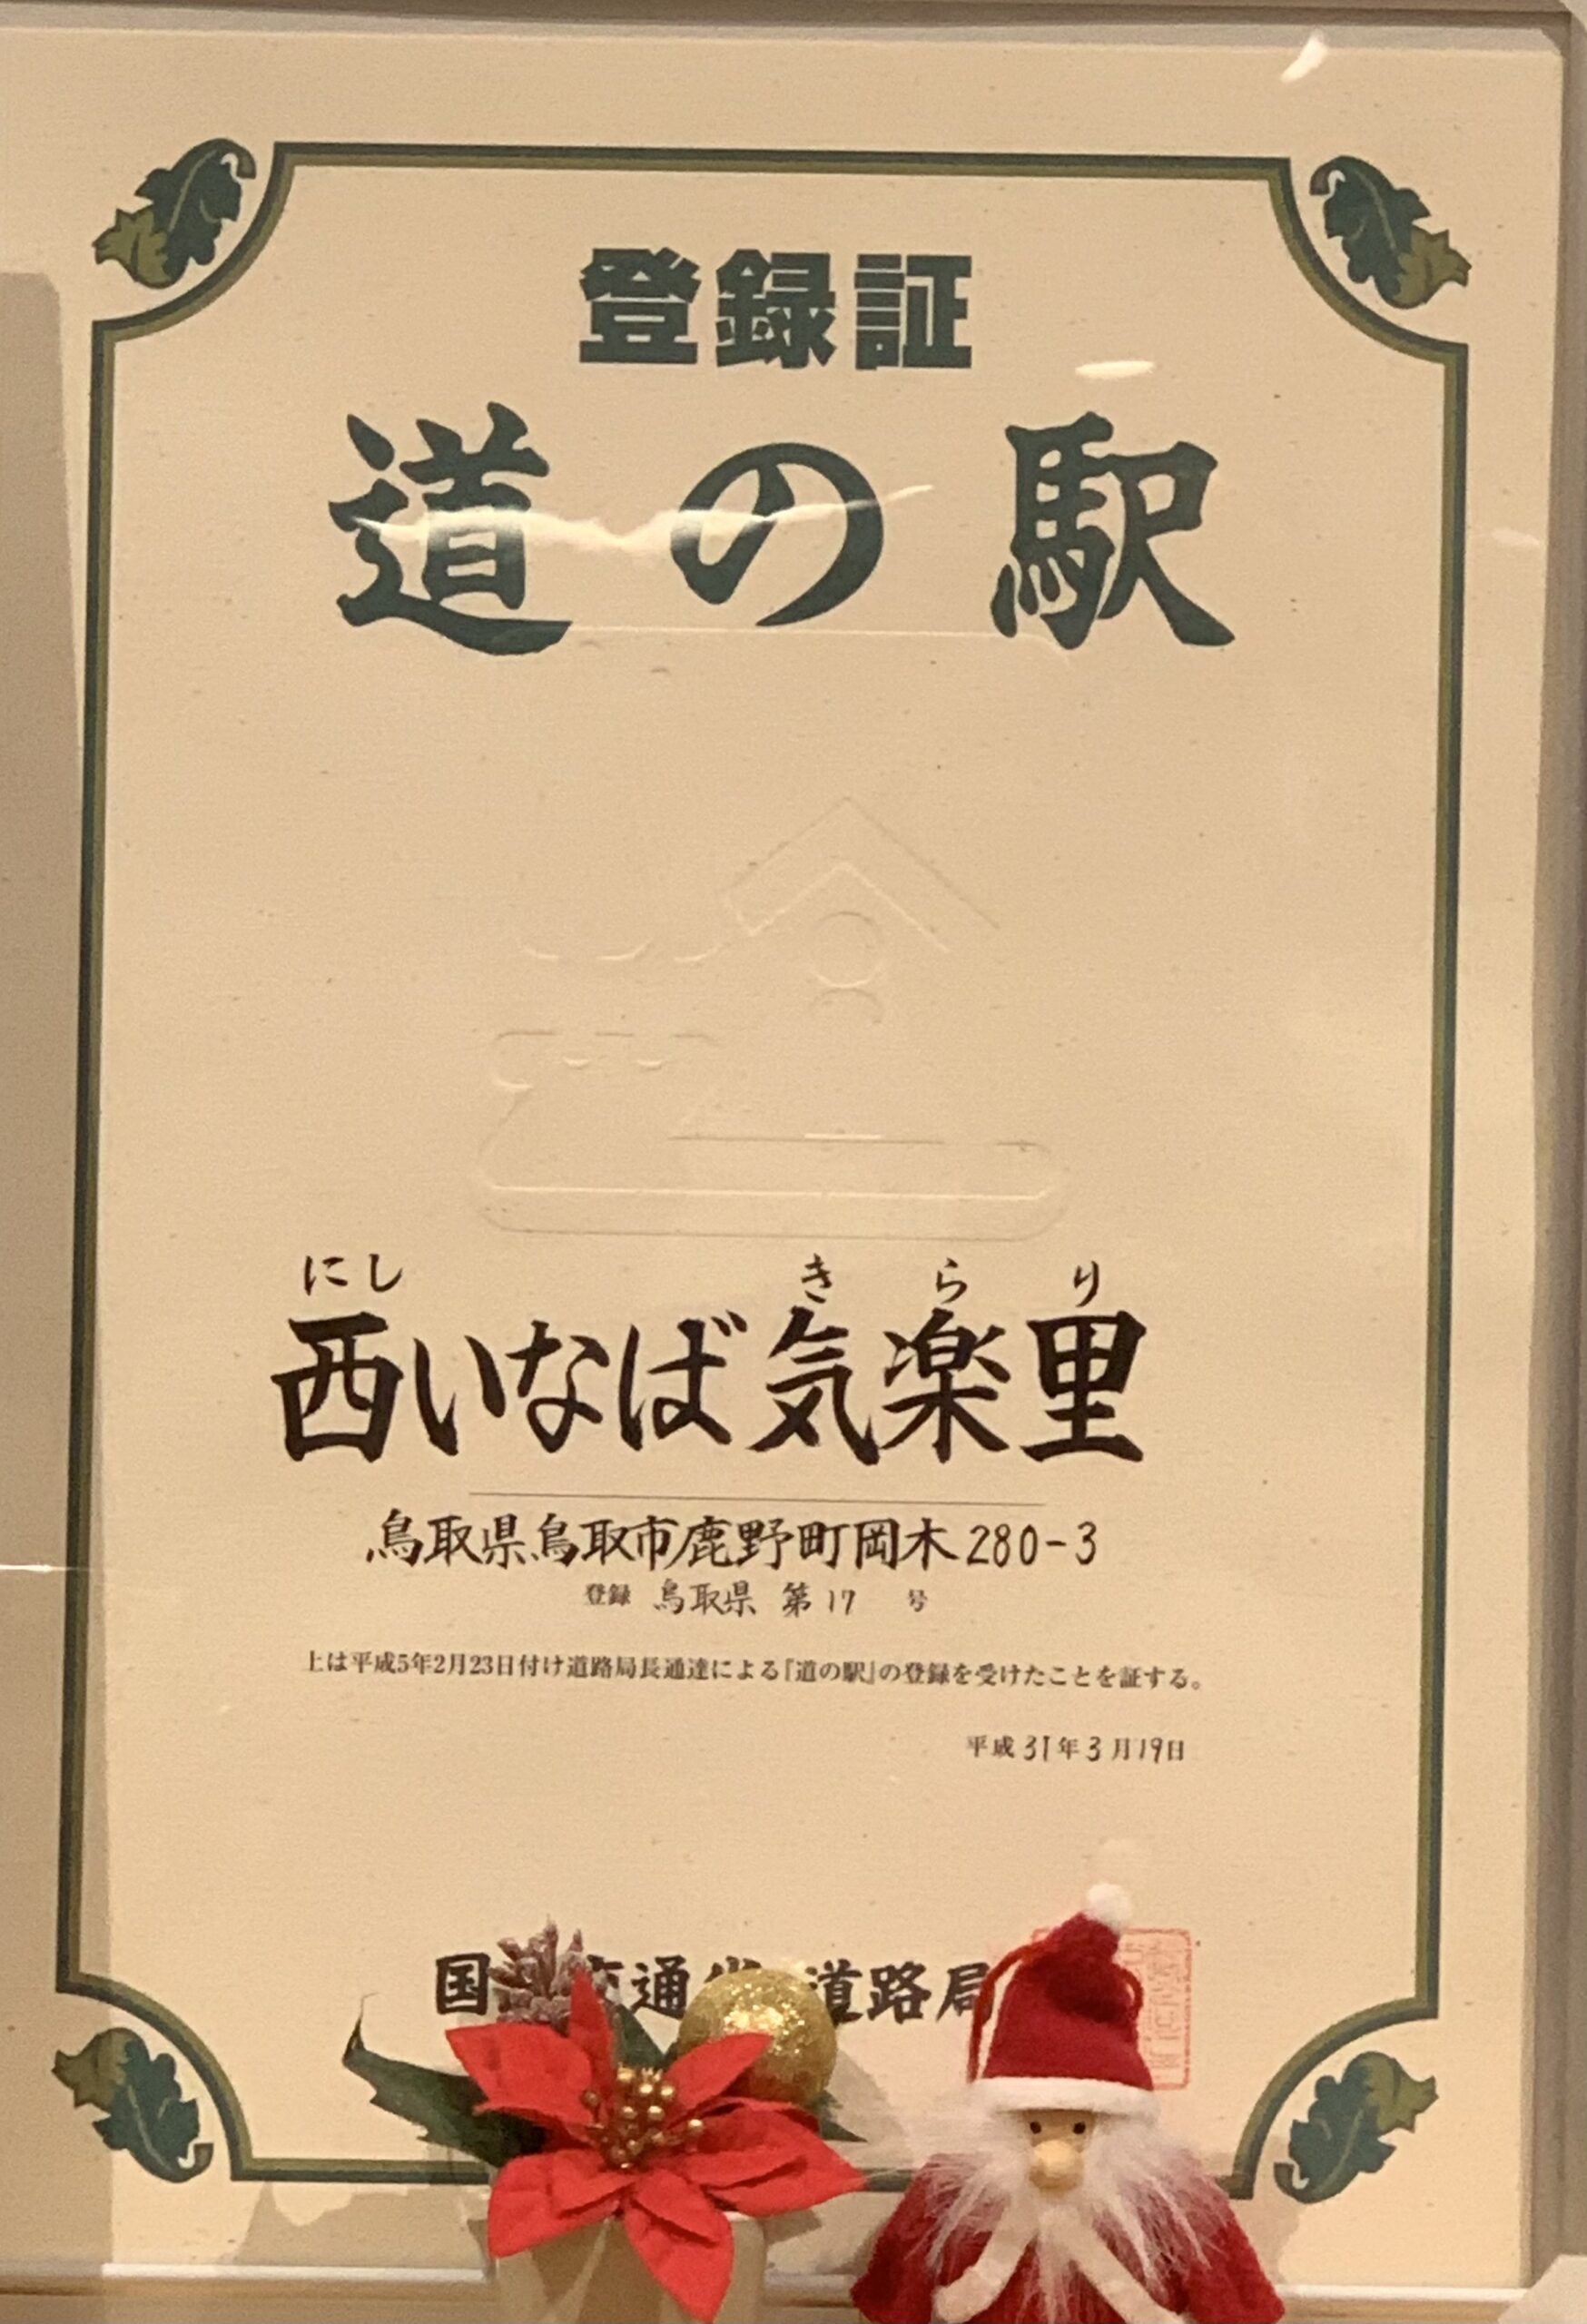 登録証
道の駅
にし きらり
西いなば気楽里
鳥取県鳥取市鹿野町岡木280-3
登録 鳥取県 第17 号
上は平成5年2月23日付け道路局長通達による『道の駅』の登録を受けたことを証する。
平成31年3月19日
国 通 道路局